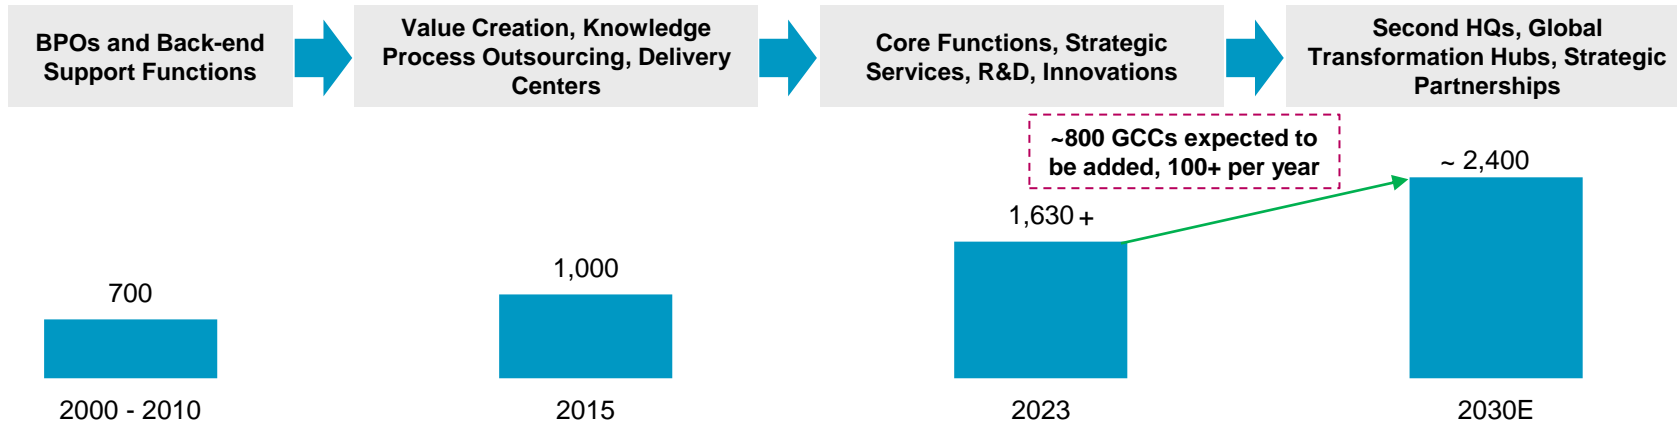 BPOs and Back-end
Support Functions
Value Creation, Knowledge
Process Outsourcing, Delivery
Centers
Core Functions, Strategic
Services, R&D, Innovations
Second HQs, Global
Transformation Hubs, Strategic
Partnerships
~800 GCCs expected to
be added, 100+ per year
700
1,000
1,630 +
~ 2,400
2000 - 2010
2015
2023
2030E